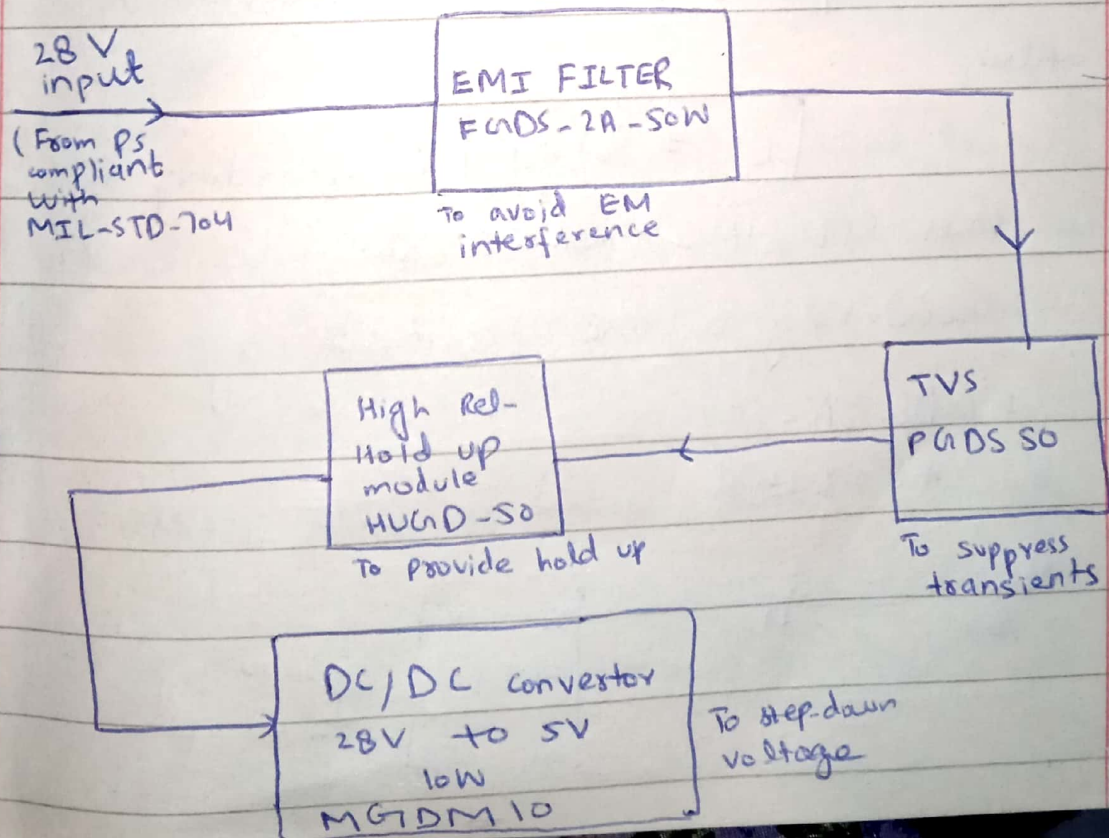 28 V
input
(From PS
compliant
with
MIL-STD-704
EMI FILTER
FGDS-2A-50W
To avoid EM
interference
TVS
PGDS 50
To suppress
transients
High Rel-
Hold up
module
HUGD-50
To provide hold up
DC/DC convertor
28V to 5V
10W
MGDM10
To step-down
voltage